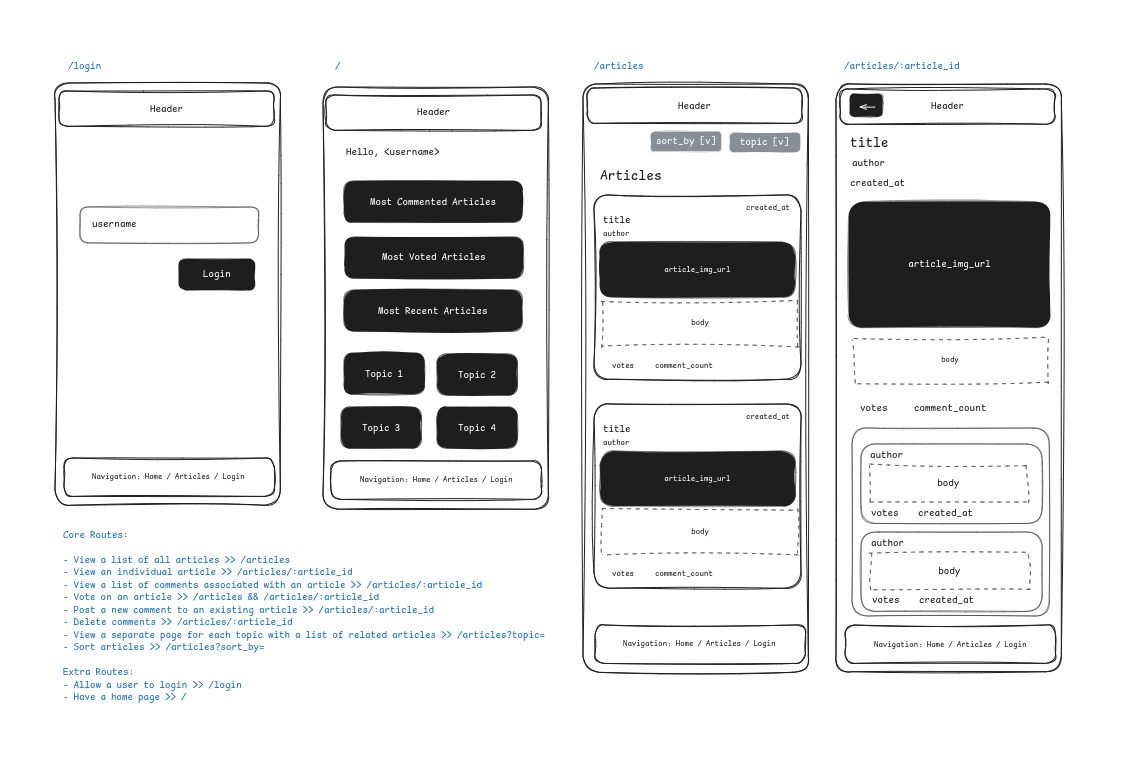 /login
Header
username
Login
Navigation: Home / Articles / Login
/
Header
Hello, <username>
Most Commented Articles
Most Voted Articles
Most Recent Articles
Topic 1
Topic 2
Topic 3
Topic 4
Navigation: Home / Articles / Login
/articles
Header
sort_by [v]
topic [v]
Articles
created_at
title
author
article_img_url
body
votes comment_count
created_at
title
author
article_img_url
body
votes comment_count
Navigation: Home / Articles / Login
/articles/:article_id
Header
title
author
created_at
article_img_url
body
votes comment_count
author
body
votes created_at
author
body
votes created_at
Navigation: Home / Articles / Login
Core Routes:
- View a list of all articles >> /articles
- View an individual article >> /articles/:article_id
- View a list of comments associated with an article >> /articles/:article_id
- Vote on an article >> /articles && /articles/:article_id
- Post a new comment to an existing article >> /articles/:article_id
- Delete comments >> /articles/:article_id
- View a separate page for each topic with a list of related articles >> /articles?topic=
- Sort articles >> /articles?sort_by=
Extra Routes:
- Allow a user to login >> /login
- Have a home page >> /